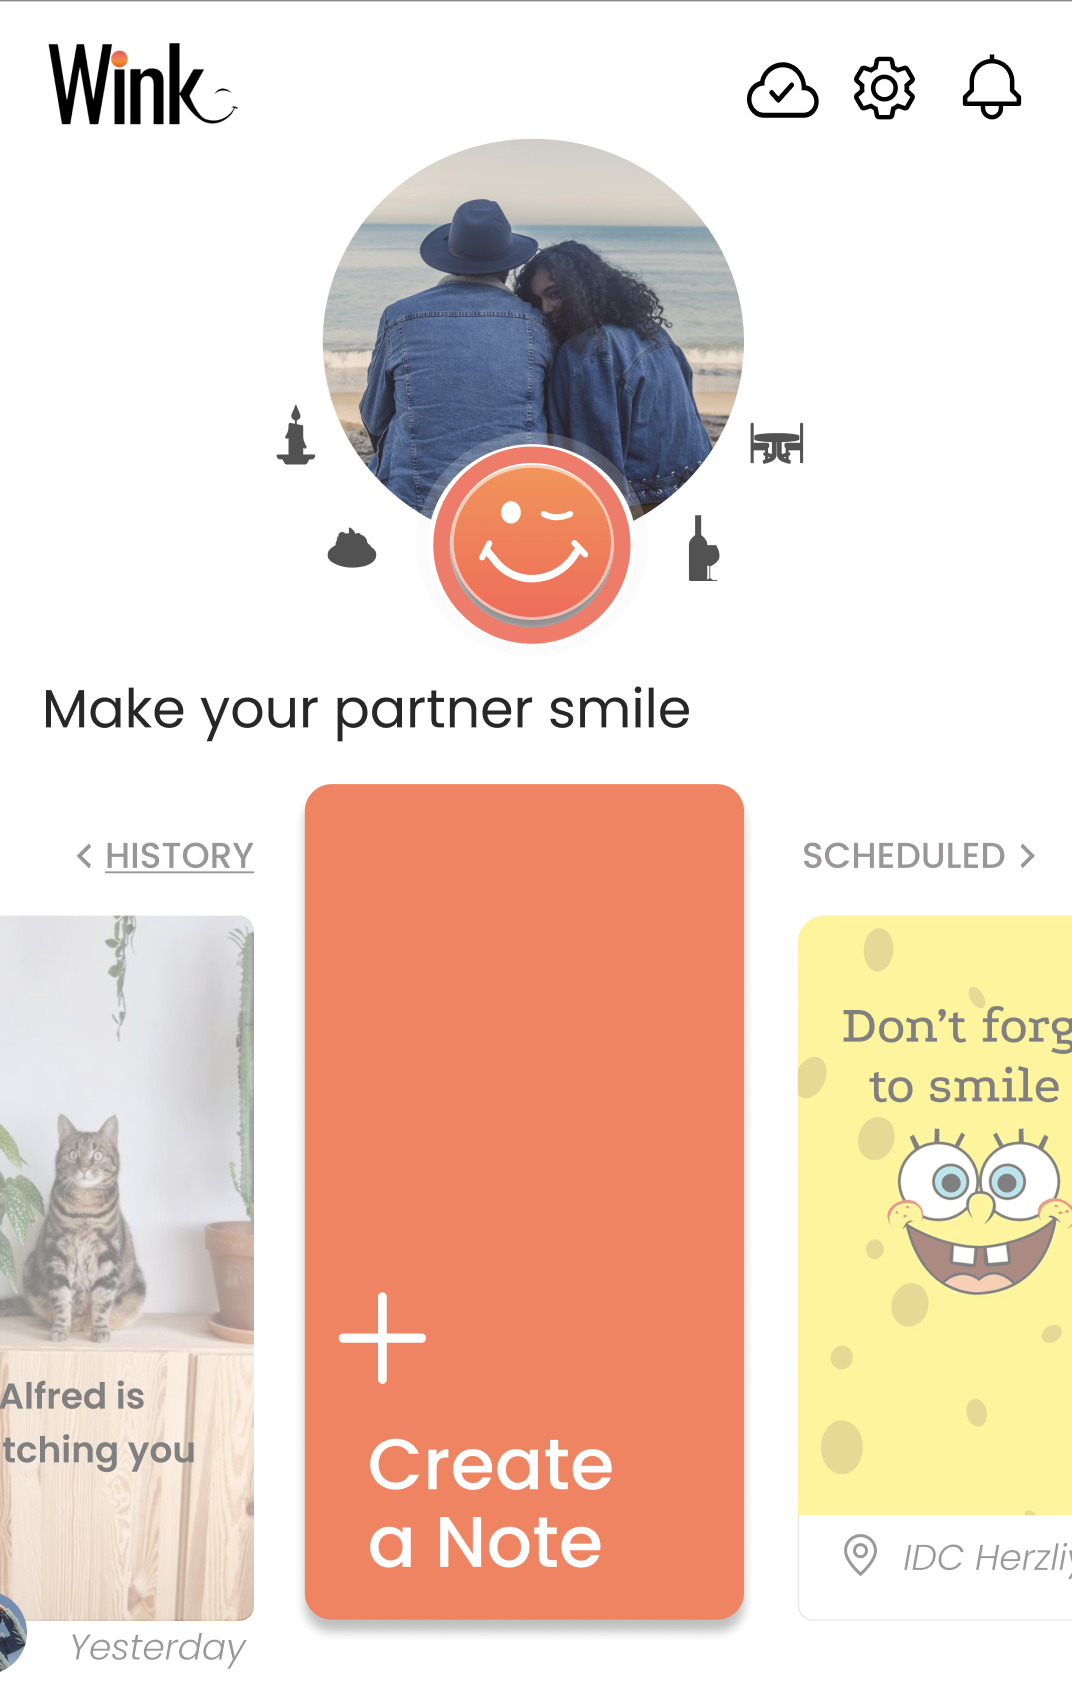 Wink
Make your partner smile
HISTORY
SCHEDULED
Don't forg
to smile
Alfred is
tching you
Create
a Note
IDC Herzliy
Yesterday